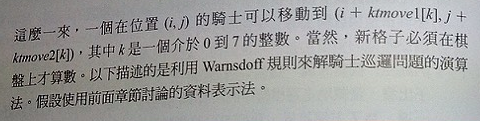 這麼一來，一個在位置 (i, j) 的騎士可以移動到 (i + ktmove1[k], j +
ktmove2[k])，其中 k 是一個介於 0 到 7 的整數。當然，新格子必須在棋
盤上才算數。以下描述的是利用 Warnsdoff 規則來解騎士巡邏問題的演算
法。假設使用前面章節討論的資料表示法。